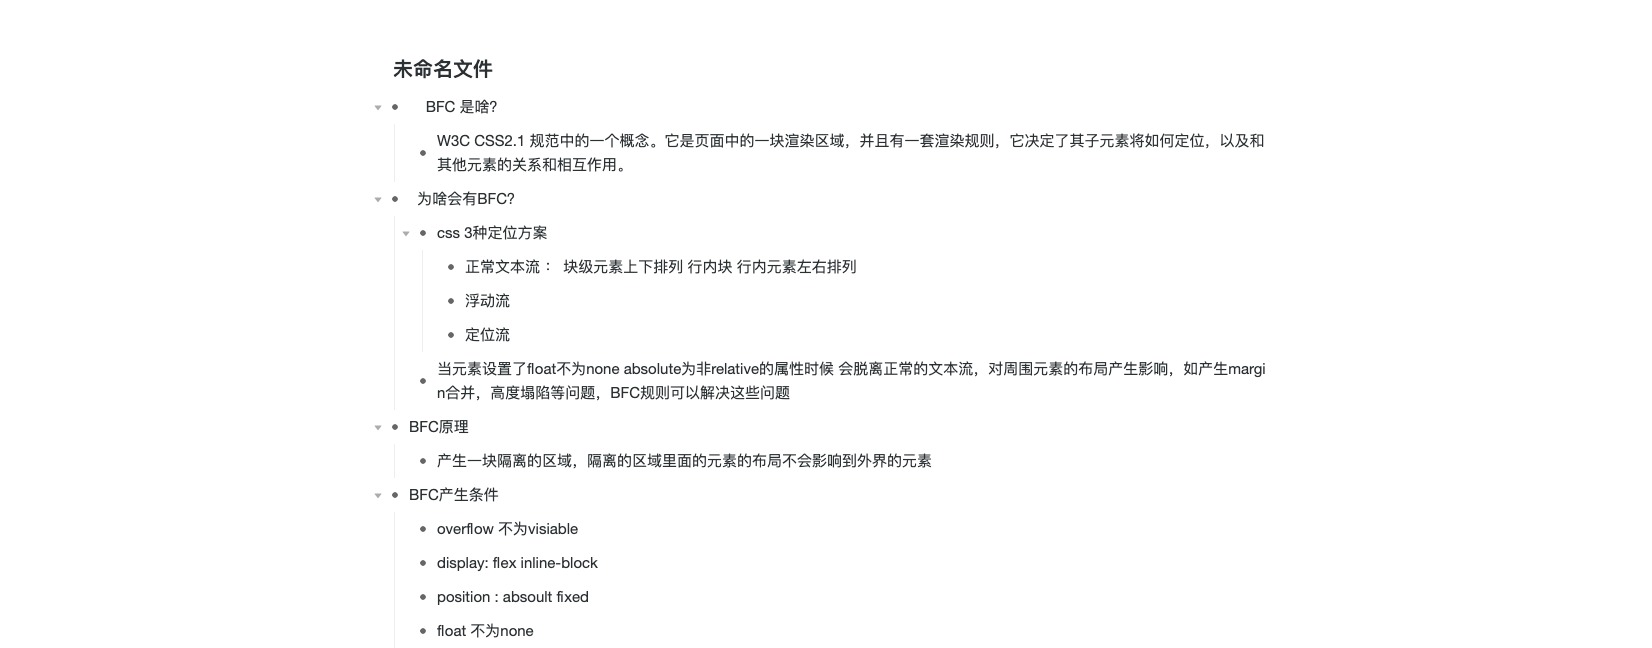 未命名文件
BFC 是啥?
W3C CSS2.1 规范中的一个概念。它是页面中的一块渲染区域，并且有一套渲染规则，它决定了其子元素将如何定位，以及和
其他元素的关系和相互作用。
为啥会有BFC?
css 3种定位方案
正常文本流： 块级元素上下排列 行内块 行内元素左右排列
浮动流
定位流
当元素设置了float不为none absolute为非relative的属性时候 会脱离正常的文本流，对周围元素的布局产生影响，如产生margi
n合并，高度塌陷等问题，BFC规则可以解决这些问题
BFC原理
产生一块隔离的区域，隔离的区域里面的元素的布局不会影响到外界的元素
BFC产生条件
overflow 不为visiable
display: flex inline-block
position : absoult fixed
float 不为none